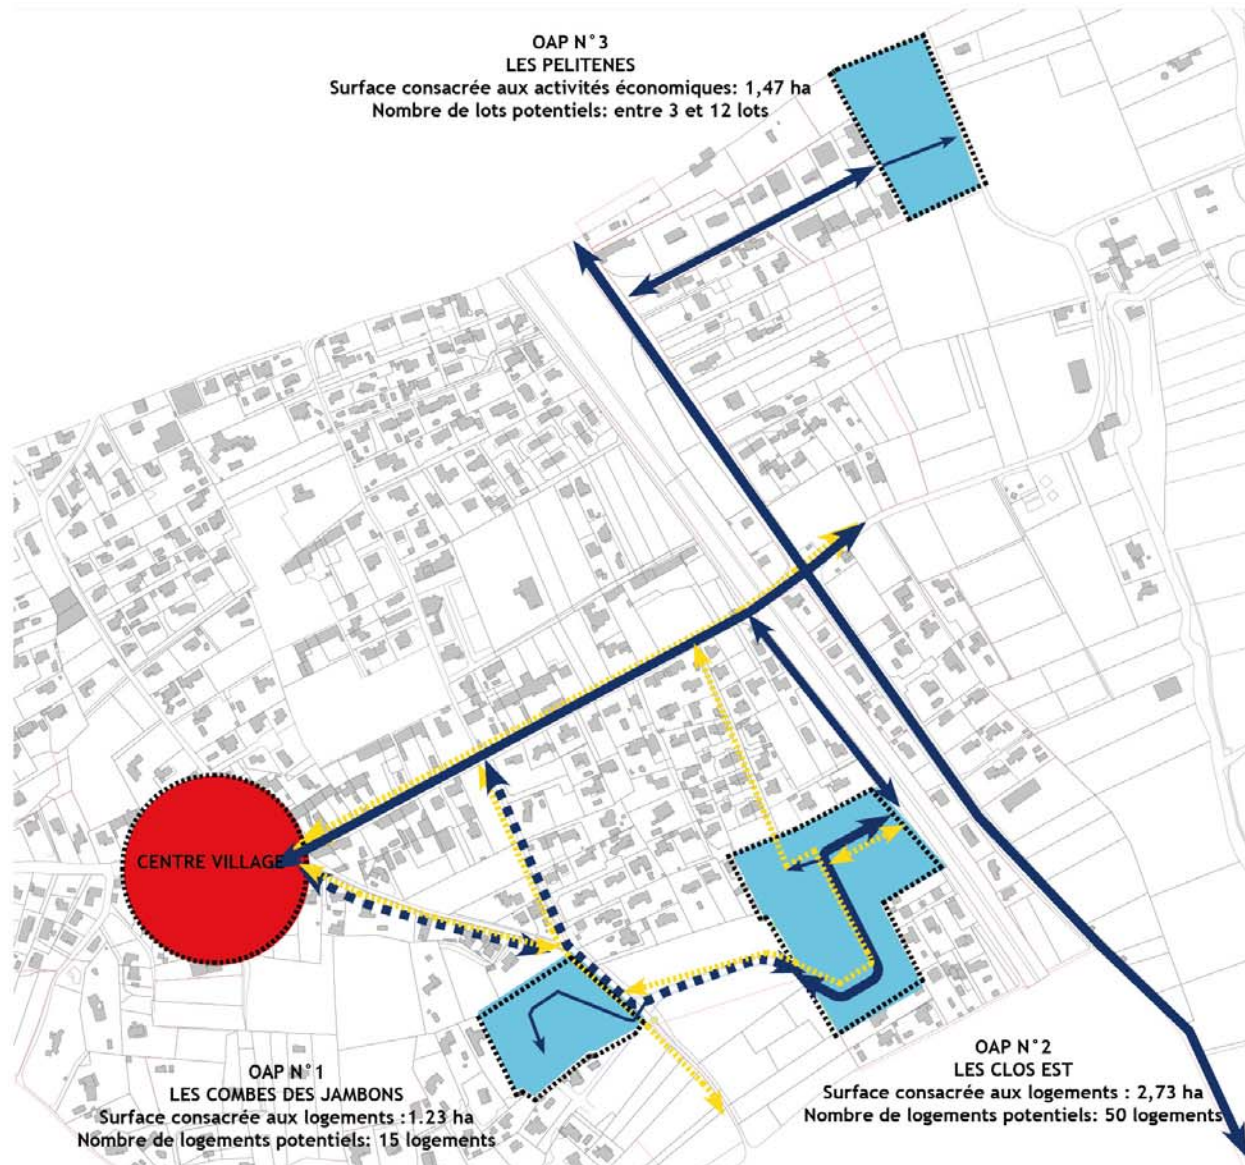 OAP N°3
LES PELITENES
Surface consacrée aux activités économiques: 1,47 ha
Nombre de lots potentiels: entre 3 et 12 lots
CENTRE VILLAGE
OAP N°1
LES COMBES DES JAMBONS
Surface consacrée aux logements :1.23 ha
Nombre de logements potentiels: 15 logements
OAP N°2
LES CLOS EST
Surface consacrée aux logements : 2,73 ha
Nombre de logements potentiels: 50 logements